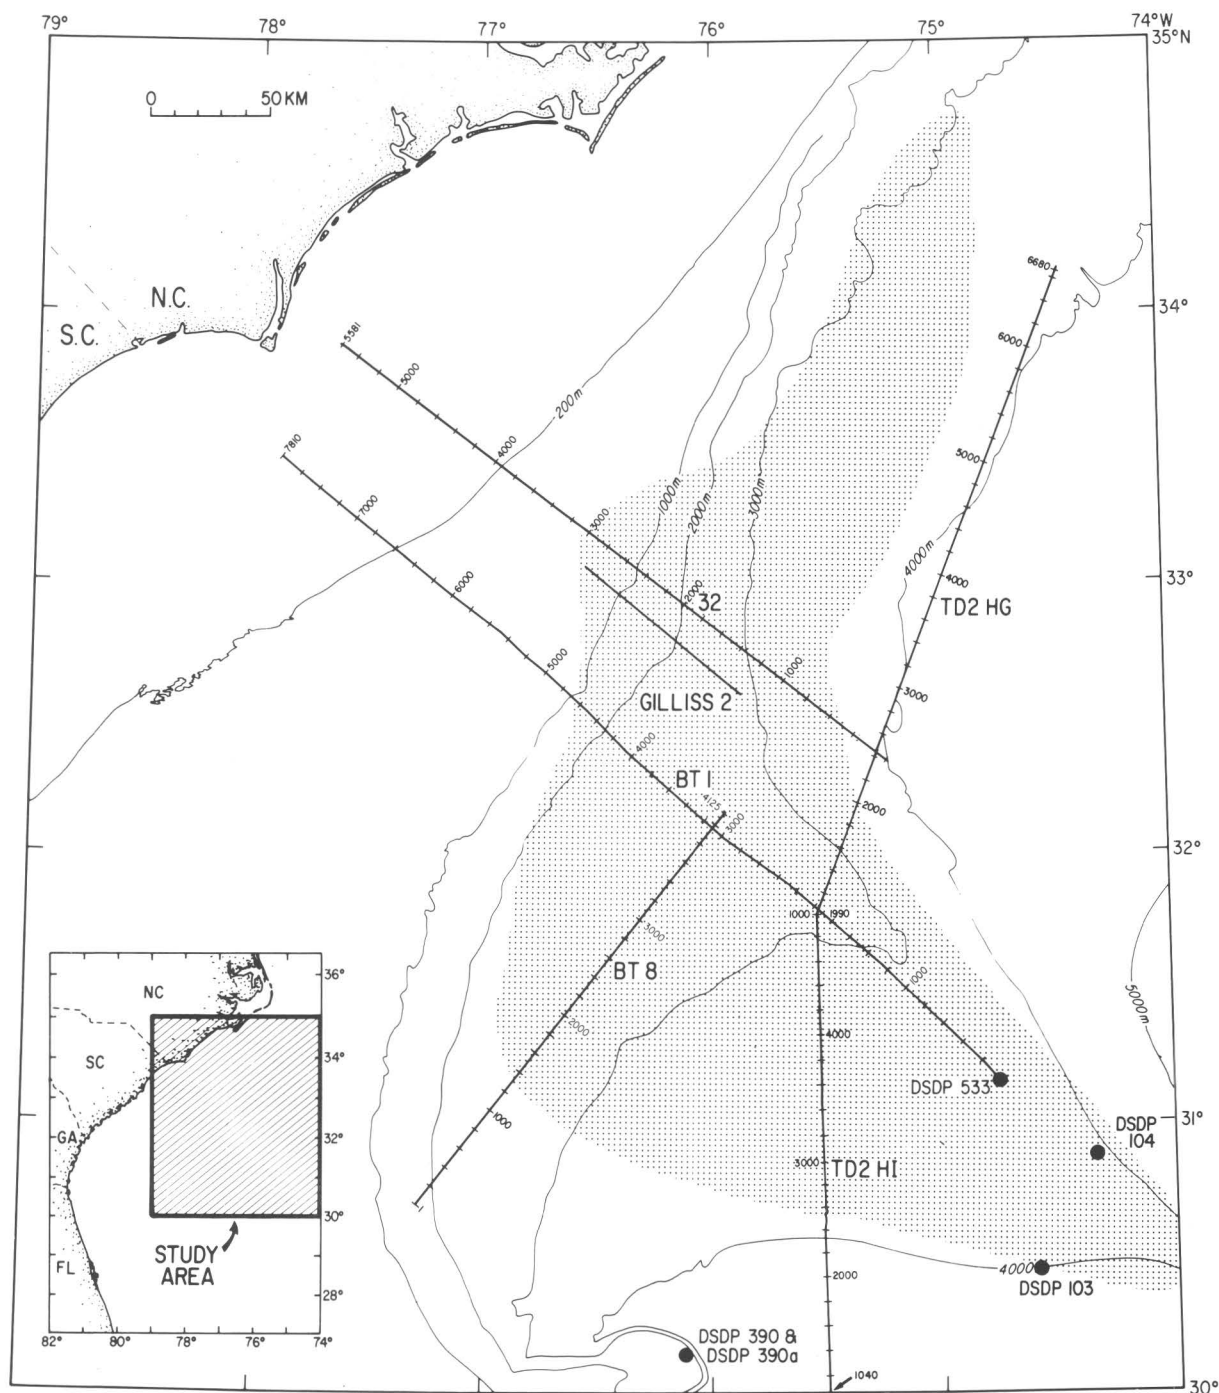 79°
78°
77°
76°
75°
74°W
35°N
0 50 KM
N.C.
S.C.
34°
33°
32°
31°
30°
200m
1000m
2000m
3000m
4000m
5000m
4000
5581
5000
4000
3000
2000
32
1000
7810
7000
6000
5000
4000
BT 1
3000
1990
1000
GILLISS 2
6680
6000
5000
4000
TD2 HG
3000
2000
1000
4125
3000
BT 8
2000
1000
4000
3000
TD2 HI
2000
1040
DSDP 533
DSDP
104
DSDP 103
DSDP 390 &
DSDP 390a
NC
SC
GA
FL
36°
34°
32°
30°
28°
STUDY
AREA
82°
80°
78°
76°
74°